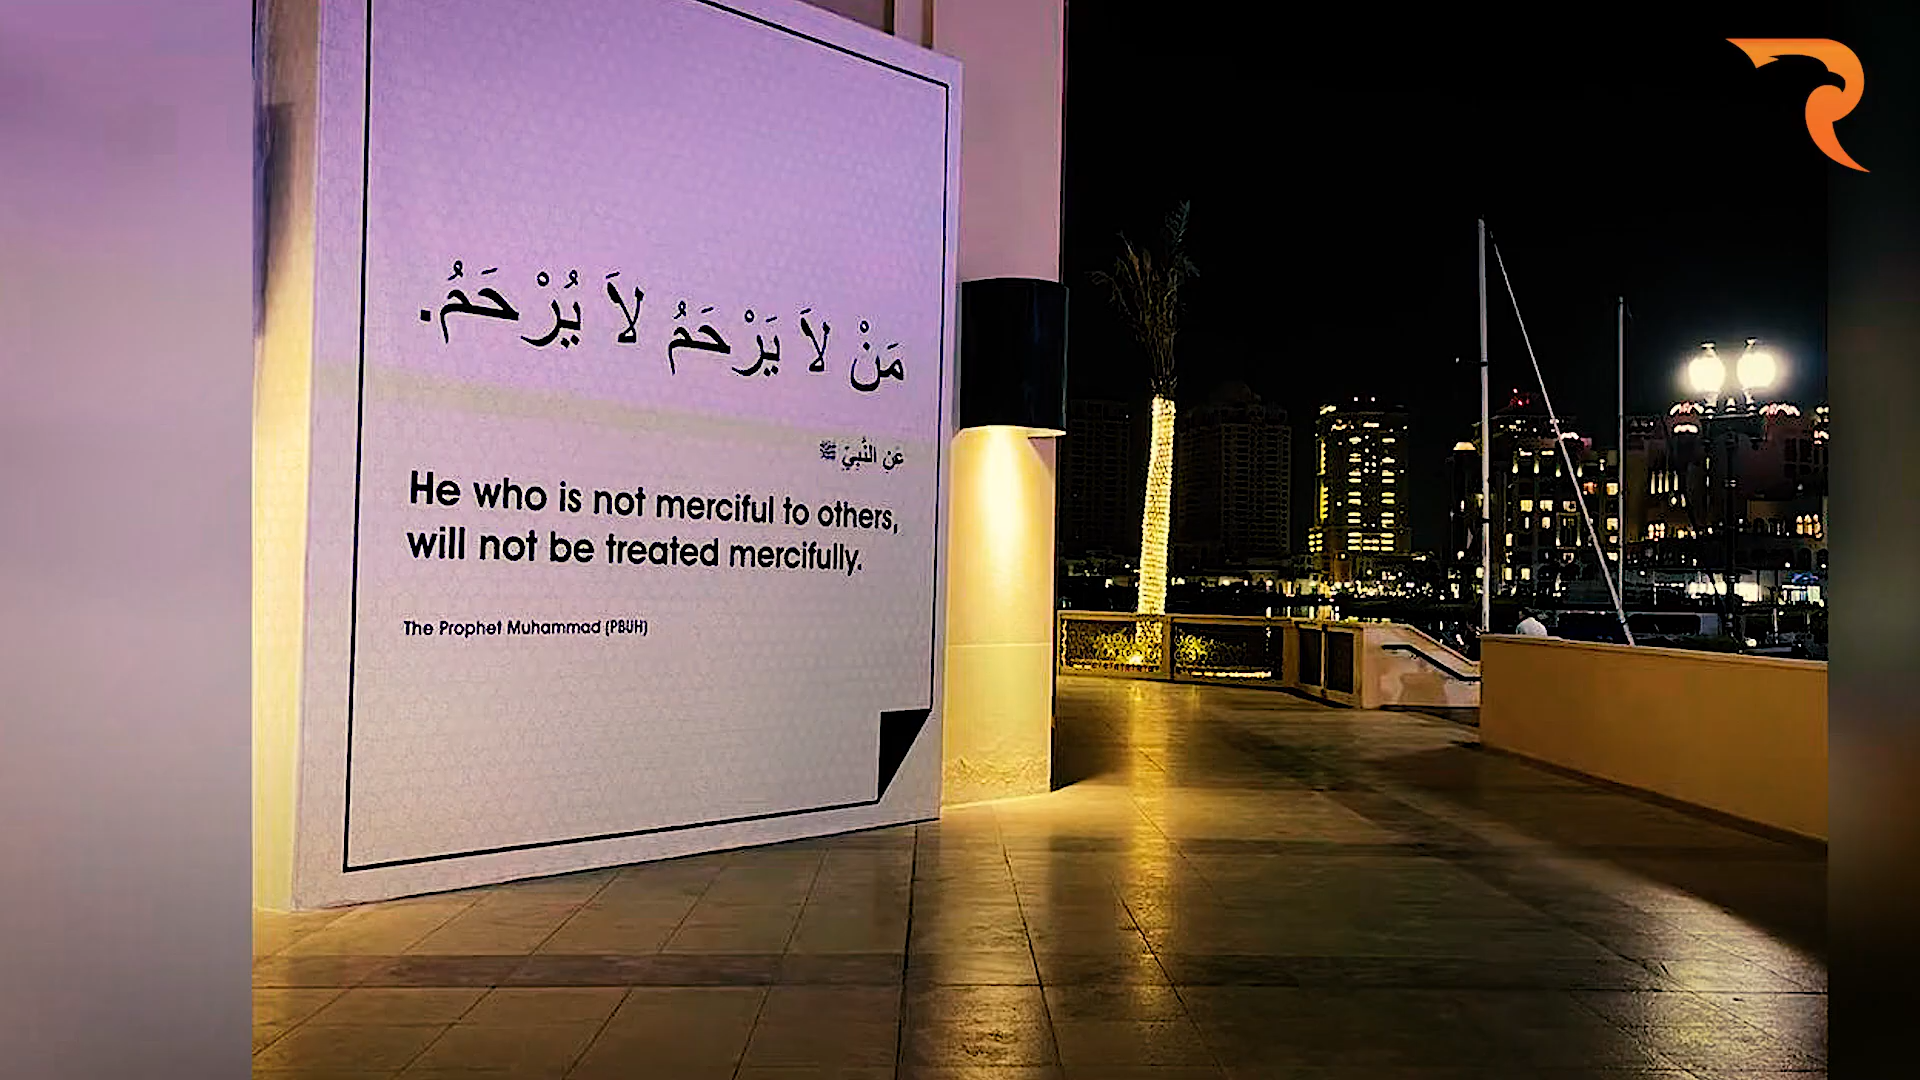 مَنْ لاَ يَرْحَمُ لاَ يُرْحَمُ.
عَنِ النَّبِيّ ﷺ
He who is not merciful to others,
will not be treated mercifully.
The Prophet Muhammad (PBUH)